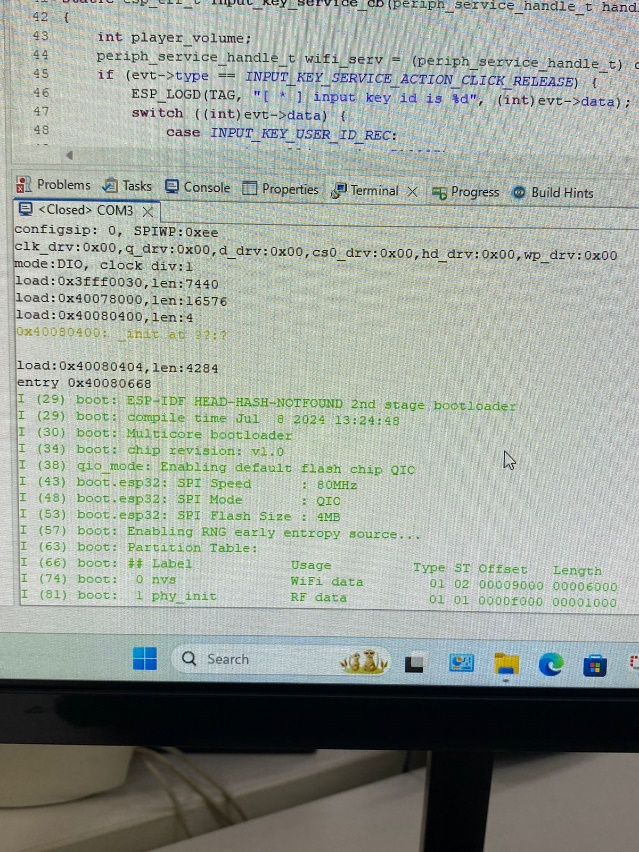 static esp_err_t input_key_service_cb(periph_service_handle_t hand
42 {
43 int player_volume;
44 periph_service_handle_t wifi_serv = (periph_service_handle_t)
45 if (evt->type == INPUT_KEY_SERVICE_ACTION_CLICK_RELEASE) {
46 ESP_LOGD(TAG, "[ * ] input key id is %d", (int)evt->data);
47 switch ((int)evt->data) {
48 case INPUT_KEY_USER_ID_REC:
Problems Tasks Console Properties Terminal Progress Build Hints
<Closed> COM3
configsip: 0, SPIWP:0xee
clk_drv:0x00,q_drv:0x00,d_drv:0x00,cs0_drv:0x00,hd_drv:0x00,wp_drv:0x00
mode:DIO, clock div:1
load:0x3fff0030,len:7440
load:0x40078000,len:16576
load:0x40080400,len:4
0x40080400: _init at ??:?
load:0x40080404,len:4284
entry 0x40080668
I (29) boot: ESP-IDF HEAD-HASH-NOTFOUND 2nd stage bootloader
I (29) boot: compile time Jul 8 2024 13:24:48
I (30) boot: Multicore bootloader
I (34) boot: chip revision: v1.0
I (38) qio_mode: Enabling default flash chip QIO
I (43) boot.esp32: SPI Speed : 80MHz
I (48) boot.esp32: SPI Mode : QIO
I (53) boot.esp32: SPI Flash Size : 4MB
I (57) boot: Enabling RNG early entropy source...
I (63) boot: Partition Table:
I (66) boot: ## Label Usage Type ST Offset Length
I (74) boot: 0 nvs WiFi data 01 02 00009000 00006000
I (81) boot: 1 phy_init RF data 01 01 0000f000 00001000
Search